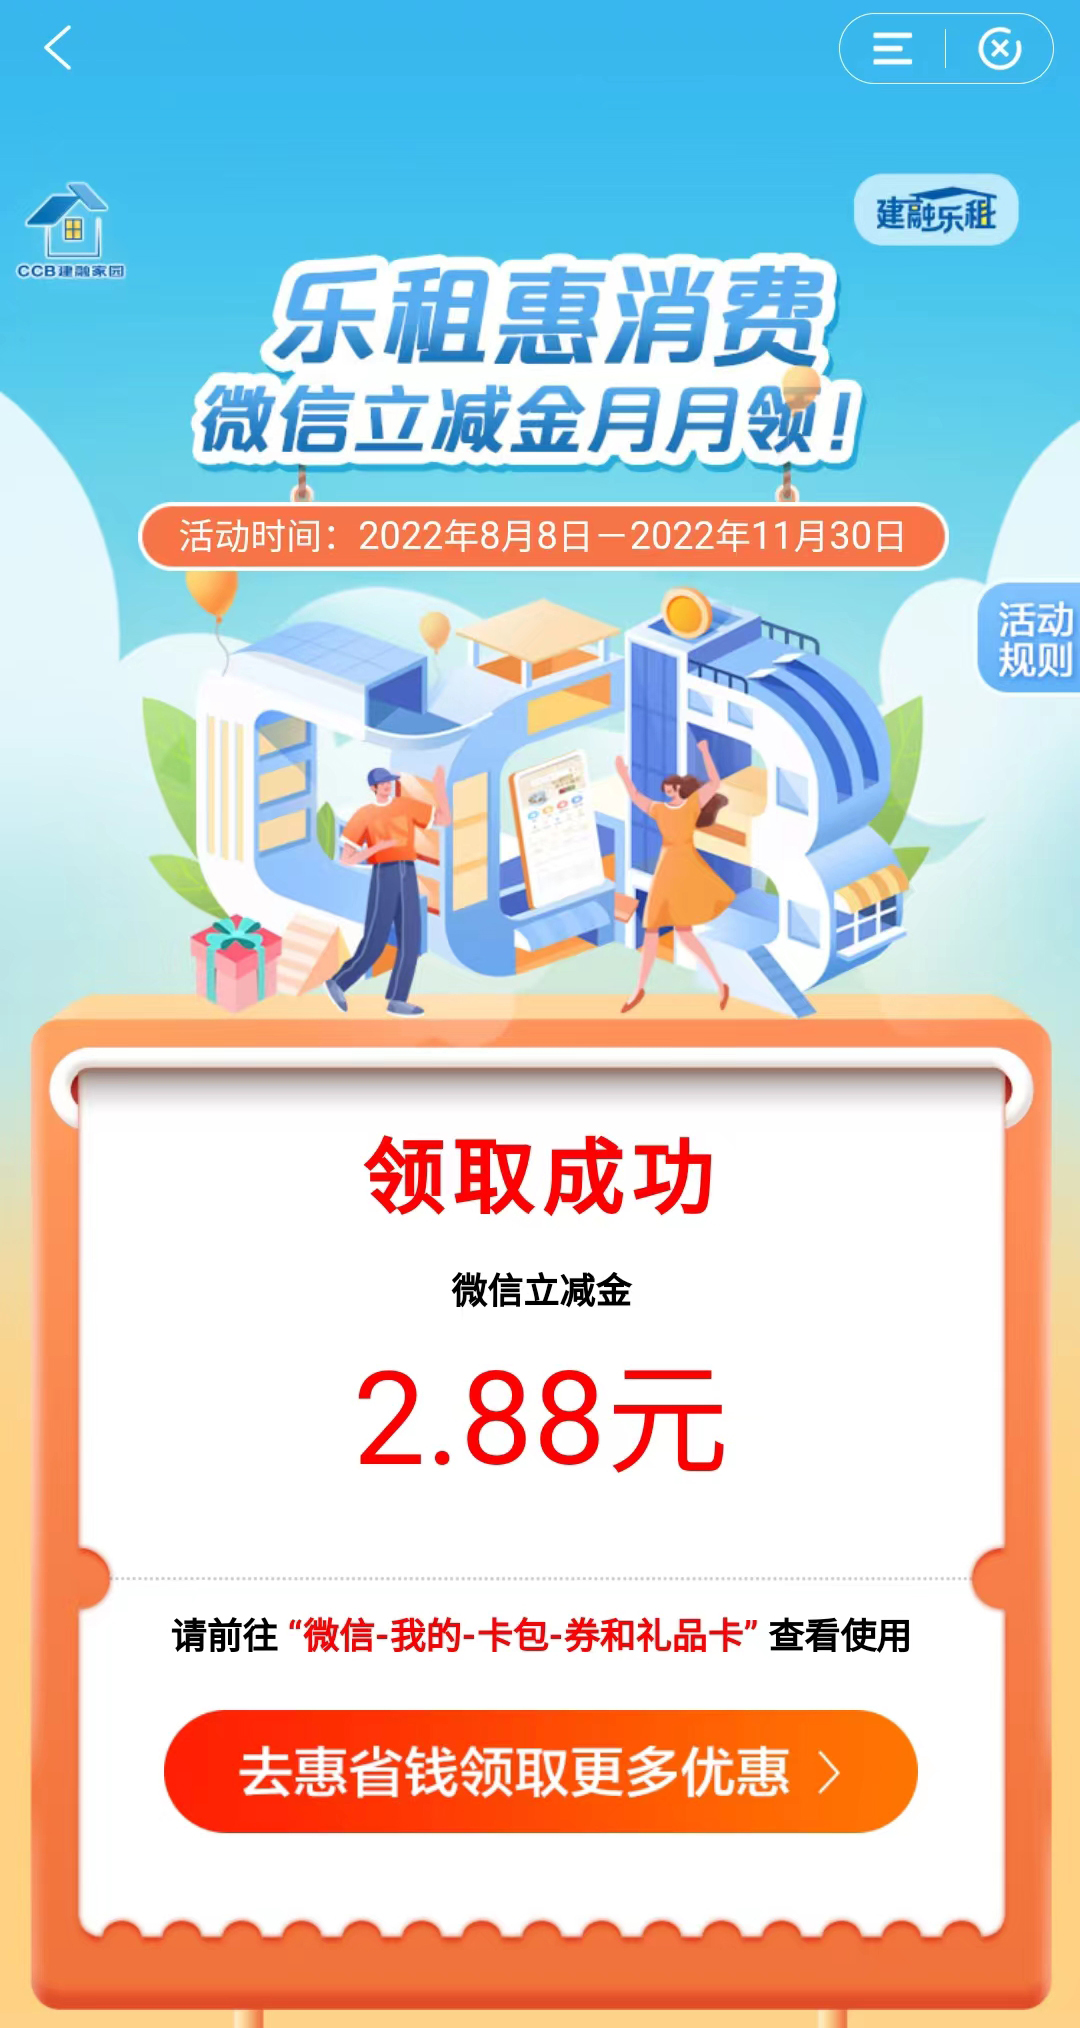 CCB建融家园
建融乐租
乐租惠消费
微信立减金月月领！
活动时间：2022年8月8日－2022年11月30日
活动
规则
领取成功
微信立减金
2.88元
请前往“微信-我的-卡包-券和礼品卡”查看使用
去惠省钱领取更多优惠